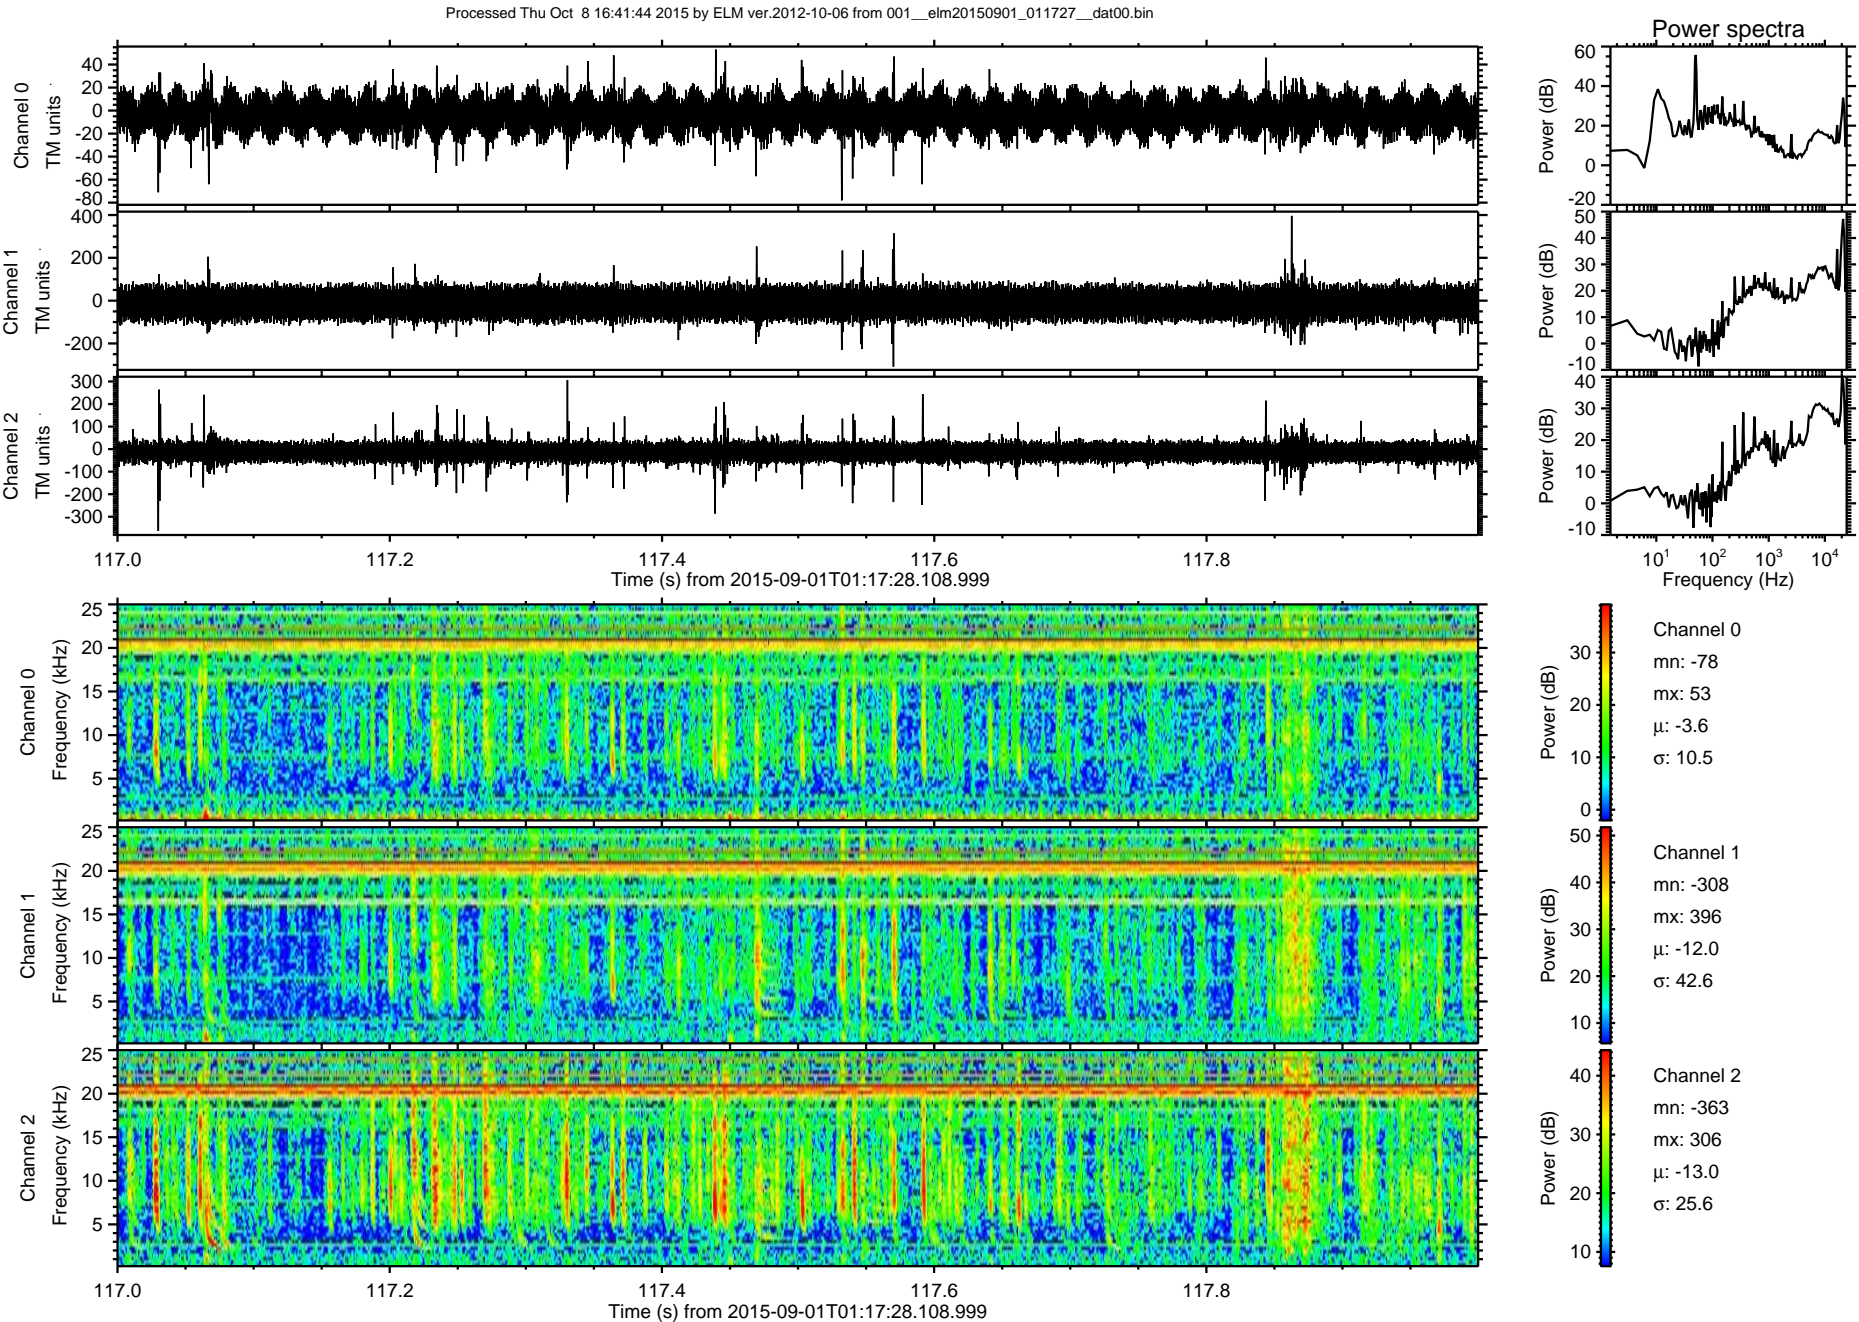 Processed Thu Oct  8 16:41:44 2015 by ELM ver.2012-10-06 from 001__elm20150901_011727__dat00.bin
Power spectra
Channel 0
TM units
40
20
0
-20
-40
-60
-80
Power (dB)
60
40
20
0
-20
Channel 1
TM units
400
200
0
-200
Power (dB)
50
40
30
20
10
0
-10
Channel 2
TM units
300
200
100
0
-100
-200
-300
Power (dB)
40
30
20
10
0
-10
117.0 117.2 117.4 117.6 117.8
Time (s) from 2015-09-01T01:17:28.108.999
10¹ 10² 10³ 10⁴
Frequency (Hz)
Channel 0
Frequency (kHz)
25
20
15
10
5
Power (dB)
30
20
10
0
Channel 0
mn: -78
mx: 53
µ: -3.6
σ: 10.5
Channel 1
Frequency (kHz)
25
20
15
10
5
Power (dB)
50
40
30
20
10
Channel 1
mn: -308
mx: 396
µ: -12.0
σ: 42.6
Channel 2
Frequency (kHz)
25
20
15
10
5
Power (dB)
40
30
20
10
Channel 2
mn: -363
mx: 306
µ: -13.0
σ: 25.6
117.0 117.2 117.4 117.6 117.8
Time (s) from 2015-09-01T01:17:28.108.999